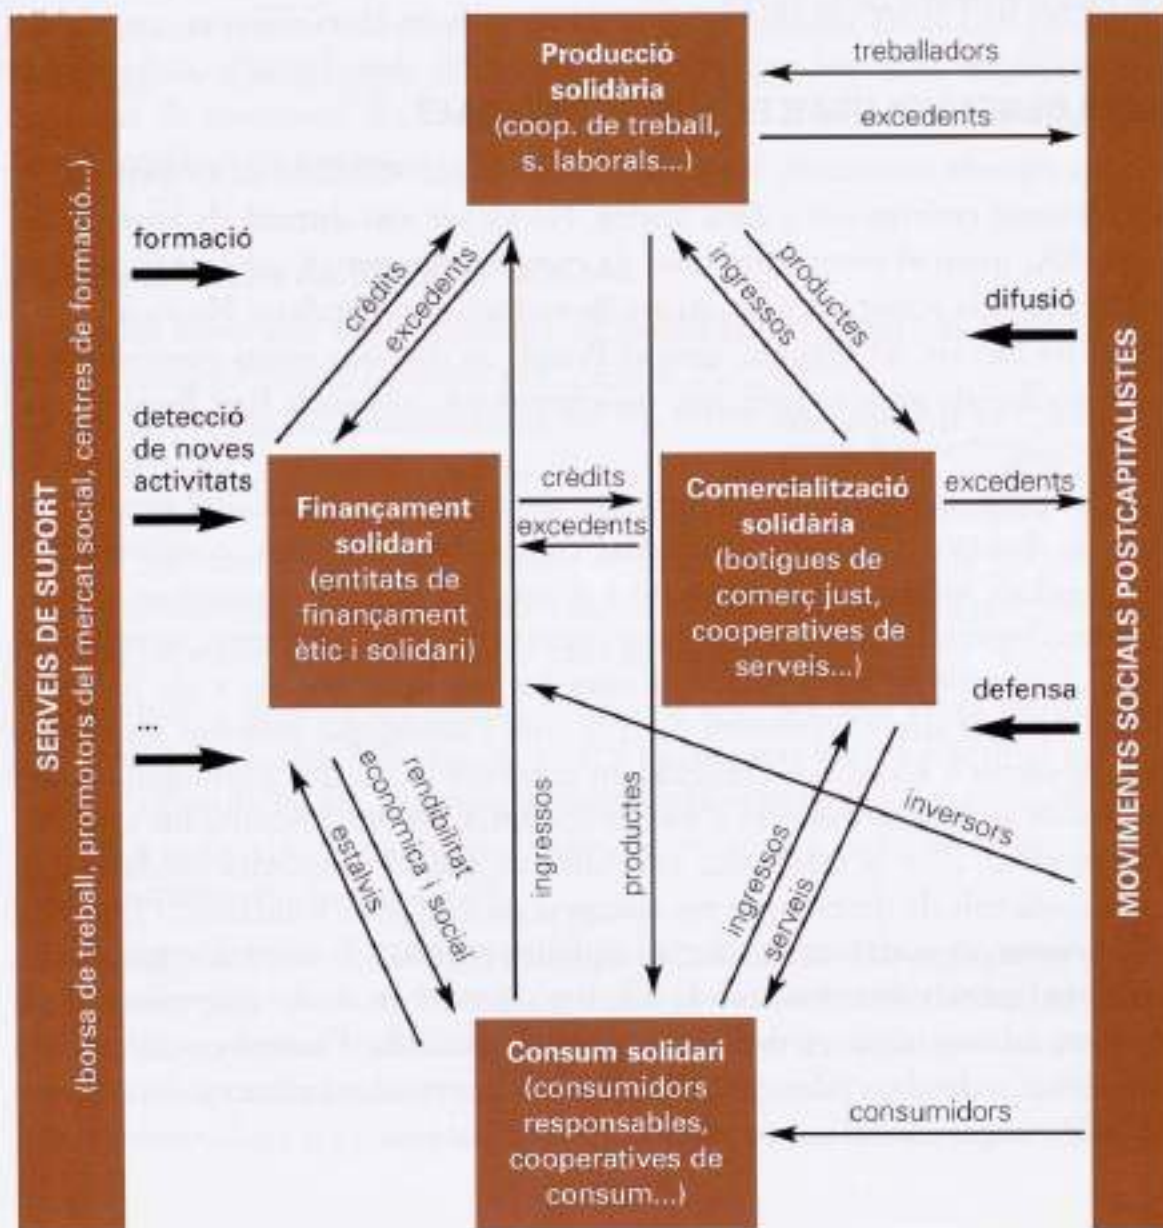 SERVEIS DE SUPORT
(borsa de treball, promotors del mercat social, centres de formació...)
formació
detecció
de noves
activitats
...
Producció
solidària
(coop. de treball,
s. laborals...)
treballadors
excedents
crèdits
excedents
ingressos
productes
difusió
Finançament
solidari
(entitats de
finançament
ètic i solidari)
crèdits
excedents
Comercialització
solidària
(botigues de
comerç just,
cooperatives de
serveis...)
excedents
defensa
inversors
estalvis
rendibilitat
econòmica i social
ingressos
productes
ingressos
serveis
Consum solidari
(consumidors
responsables,
cooperatives de
consum...)
consumidors
MOVIMENTS SOCIALS POSTCAPITALISTES